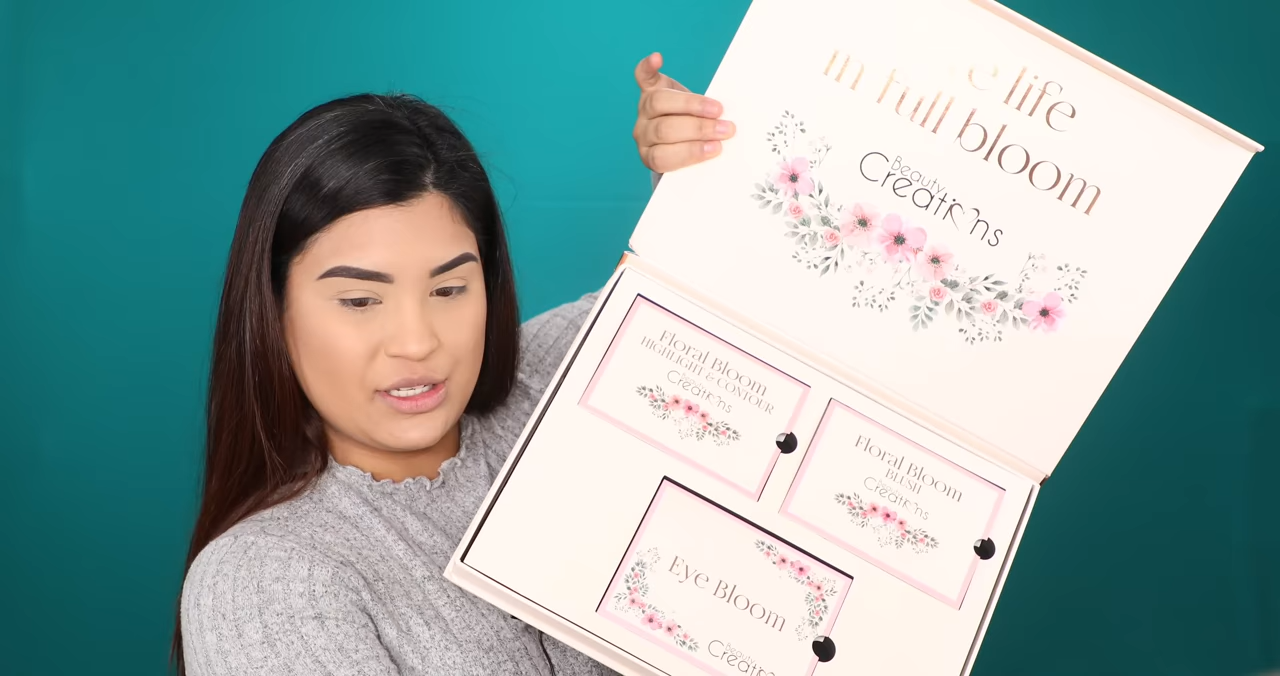 e life
in full bloom
Beauty
Creations
Floral Bloom
HIGHLIGHT & CONTOUR
Beauty
Creations
Floral Bloom
BLUSH
Beauty
Creations
Eye Bloom
Beauty
Creatio